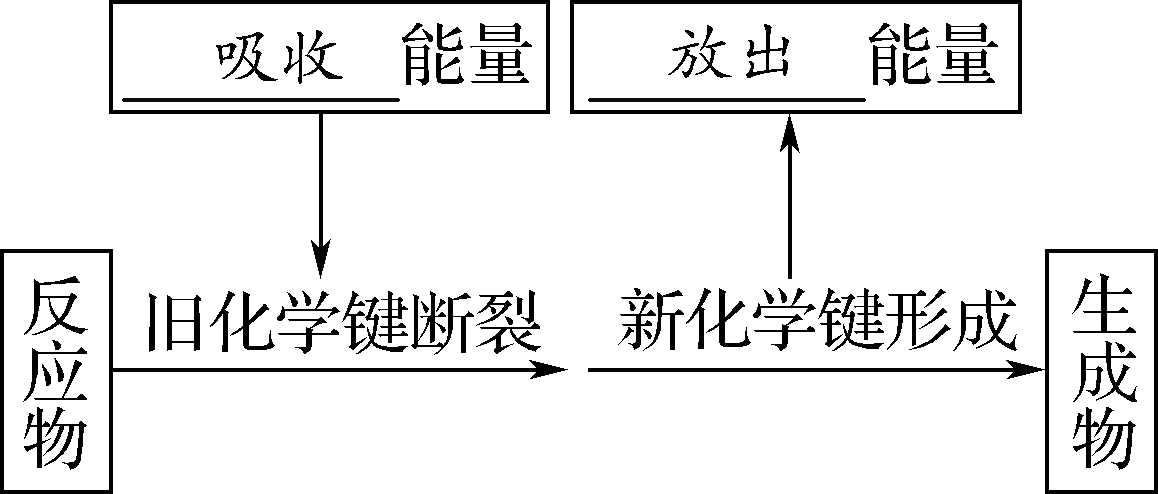 吸收 能量
放出 能量
反应物
旧化学键断裂
新化学键形成
生成物